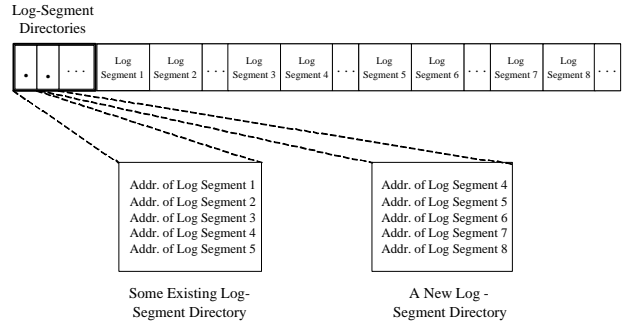 Log-Segment
Directories
. . . . .
Log
Segment 1
Log
Segment 2
. . .
Log
Segment 3
Log
Segment 4
. . .
Log
Segment 5
Log
Segment 6
. . .
Log
Segment 7
Log
Segment 8
. . .
Addr. of Log Segment 1
Addr. of Log Segment 2
Addr. of Log Segment 3
Addr. of Log Segment 4
Addr. of Log Segment 5
Addr. of Log Segment 4
Addr. of Log Segment 5
Addr. of Log Segment 6
Addr. of Log Segment 7
Addr. of Log Segment 8
Some Existing Log-
Segment Directory
A New Log -
Segment Directory